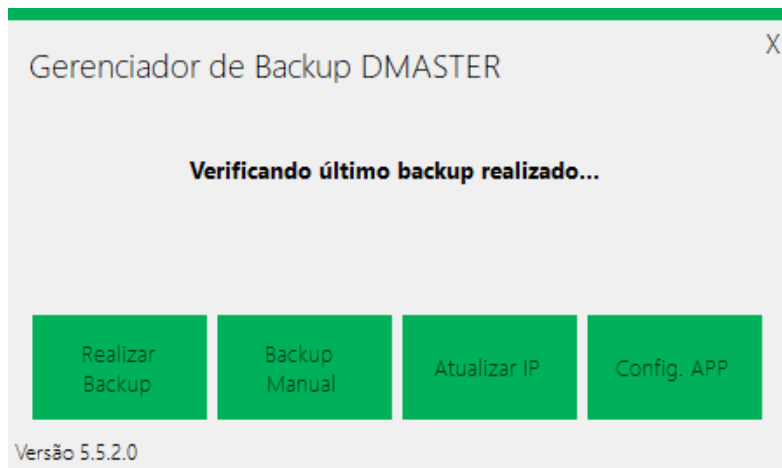 X
Gerenciador de Backup DMASTER
Verificando último backup realizado...
Realizar
Backup
Backup
Manual
Atualizar IP
Config. APP
Versão 5.5.2.0